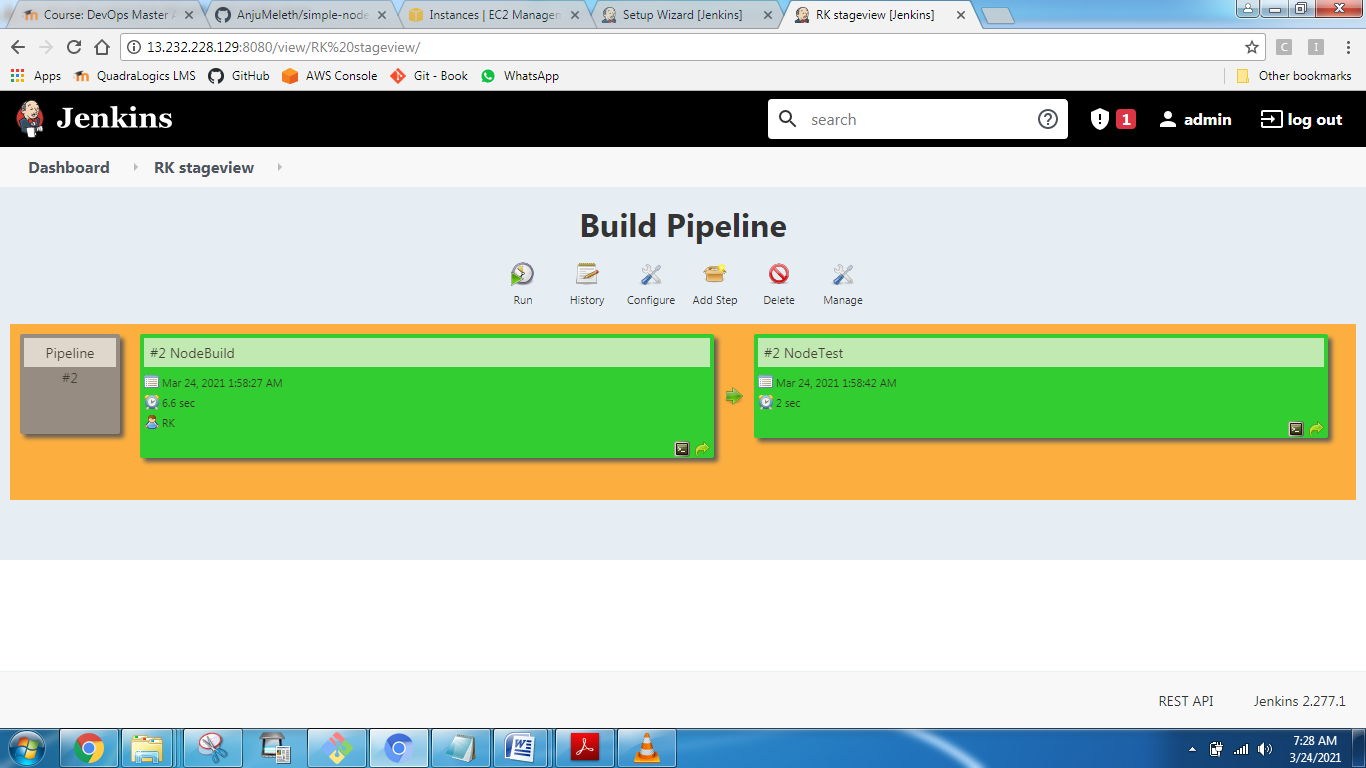 Course: DevOps Master A
AnjuMeleth/simple-node
Instances | EC2 Managem
Setup Wizard [Jenkins]
RK stageview [Jenkins]
13.232.228.129:8080/view/RK%20stageview/
C
I
Apps
QuadraLogics LMS
GitHub
AWS Console
Git - Book
WhatsApp
Other bookmarks
Jenkins
search
1
admin
log out
Dashboard
RK stageview
Build Pipeline
Run
History
Configure
Add Step
Delete
Manage
Pipeline
#2
#2 NodeBuild
Mar 24, 2021 1:58:27 AM
6.6 sec
RK
#2 NodeTest
Mar 24, 2021 1:58:42 AM
2 sec
REST API
Jenkins 2.277.1
7:28 AM
3/24/2021